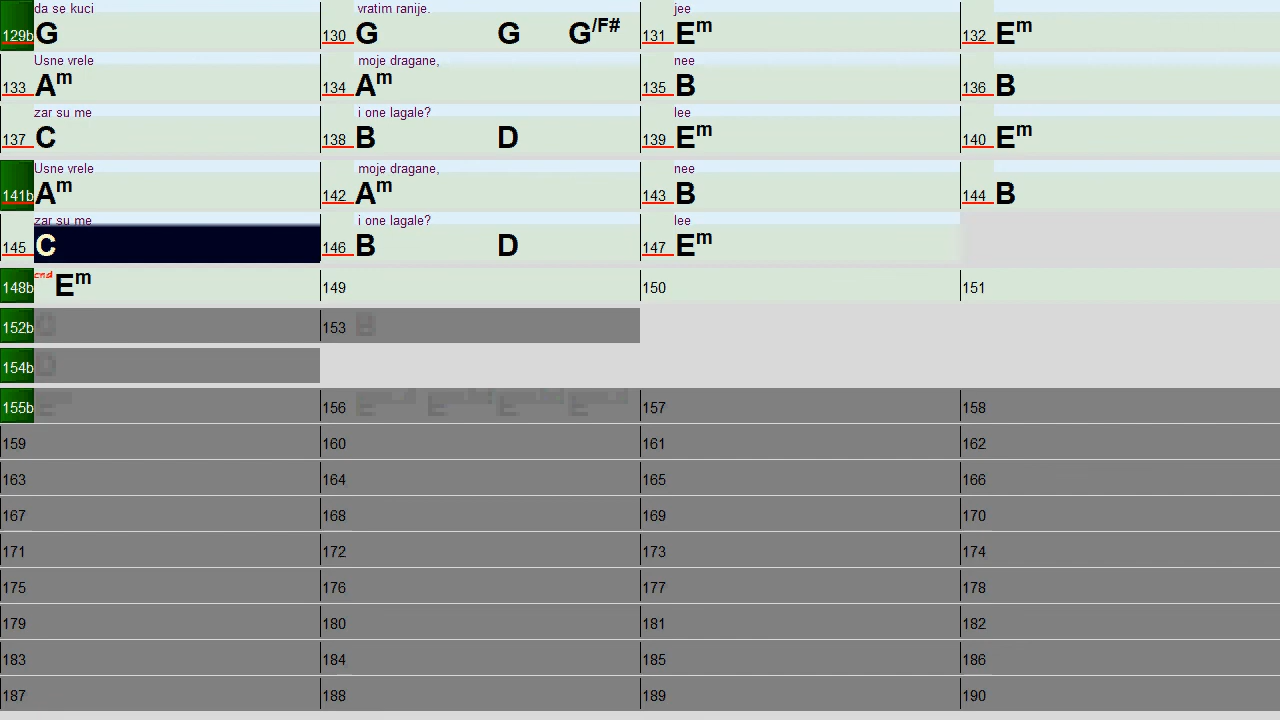 da se kuci vratim ranije. jee
129b G 130 G G G/F# 131 Em 132 Em
Usne vrele moje dragane, nee
133 Am 134 Am 135 B 136 B
zar su me i one lagale? lee
137 C 138 B D 139 Em 140 Em
Usne vrele moje dragane, nee
141b Am 142 Am 143 B 144 B
zar su me i one lagale? lee
145 C 146 B D 147 Em
148b end Em 149 150 151
152b 153 B
154b D
155b E 156 E E E E 157 158
159 160 161 162
163 164 165 166
167 168 169 170
171 172 173 174
175 176 177 178
179 180 181 182
183 184 185 186
187 188 189 190